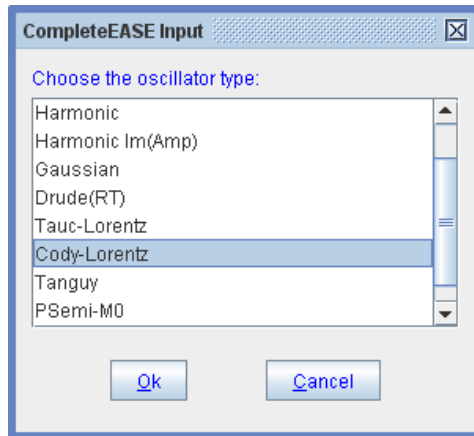 CompleteEASE Input
Choose the oscillator type:
Harmonic
Harmonic Im(Amp)
Gaussian
Drude(RT)
Tauc-Lorentz
Cody-Lorentz
Tanguy
PSemi-M0
Ok
Cancel